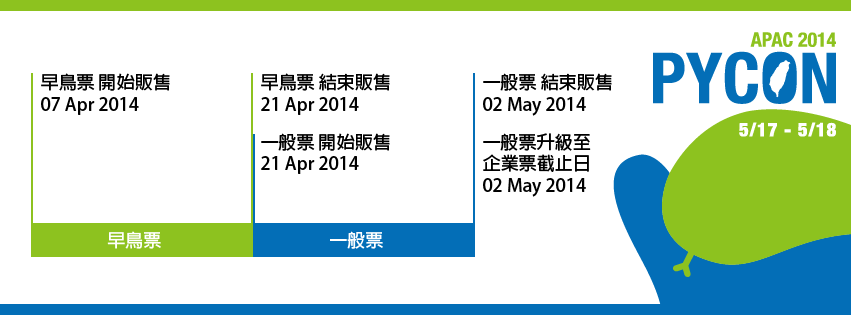 早鳥票 開始販售
07 Apr 2014
早鳥票 結束販售
21 Apr 2014
一般票 開始販售
21 Apr 2014
一般票 結束販售
02 May 2014
一般票升級至
企業票截止日
02 May 2014
早鳥票
一般票
APAC 2014
PYCON
5/17 - 5/18